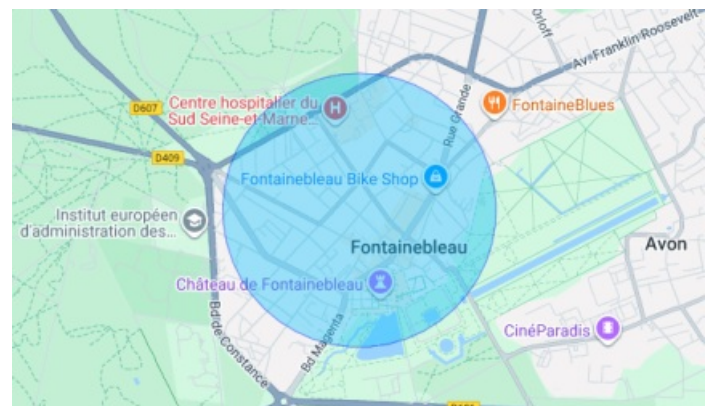 Orloff
Av. Franklin Roosevelt
Centre hospitalier du
Sud Seine-et-Marne...
D607
FontaineBlues
Rue Grande
D409
Fontainebleau Bike Shop
Institut européen
d'administration des...
Fontainebleau
Avon
Château de Fontainebleau
Bd de Constance
Bd Magenta
CinéParadis